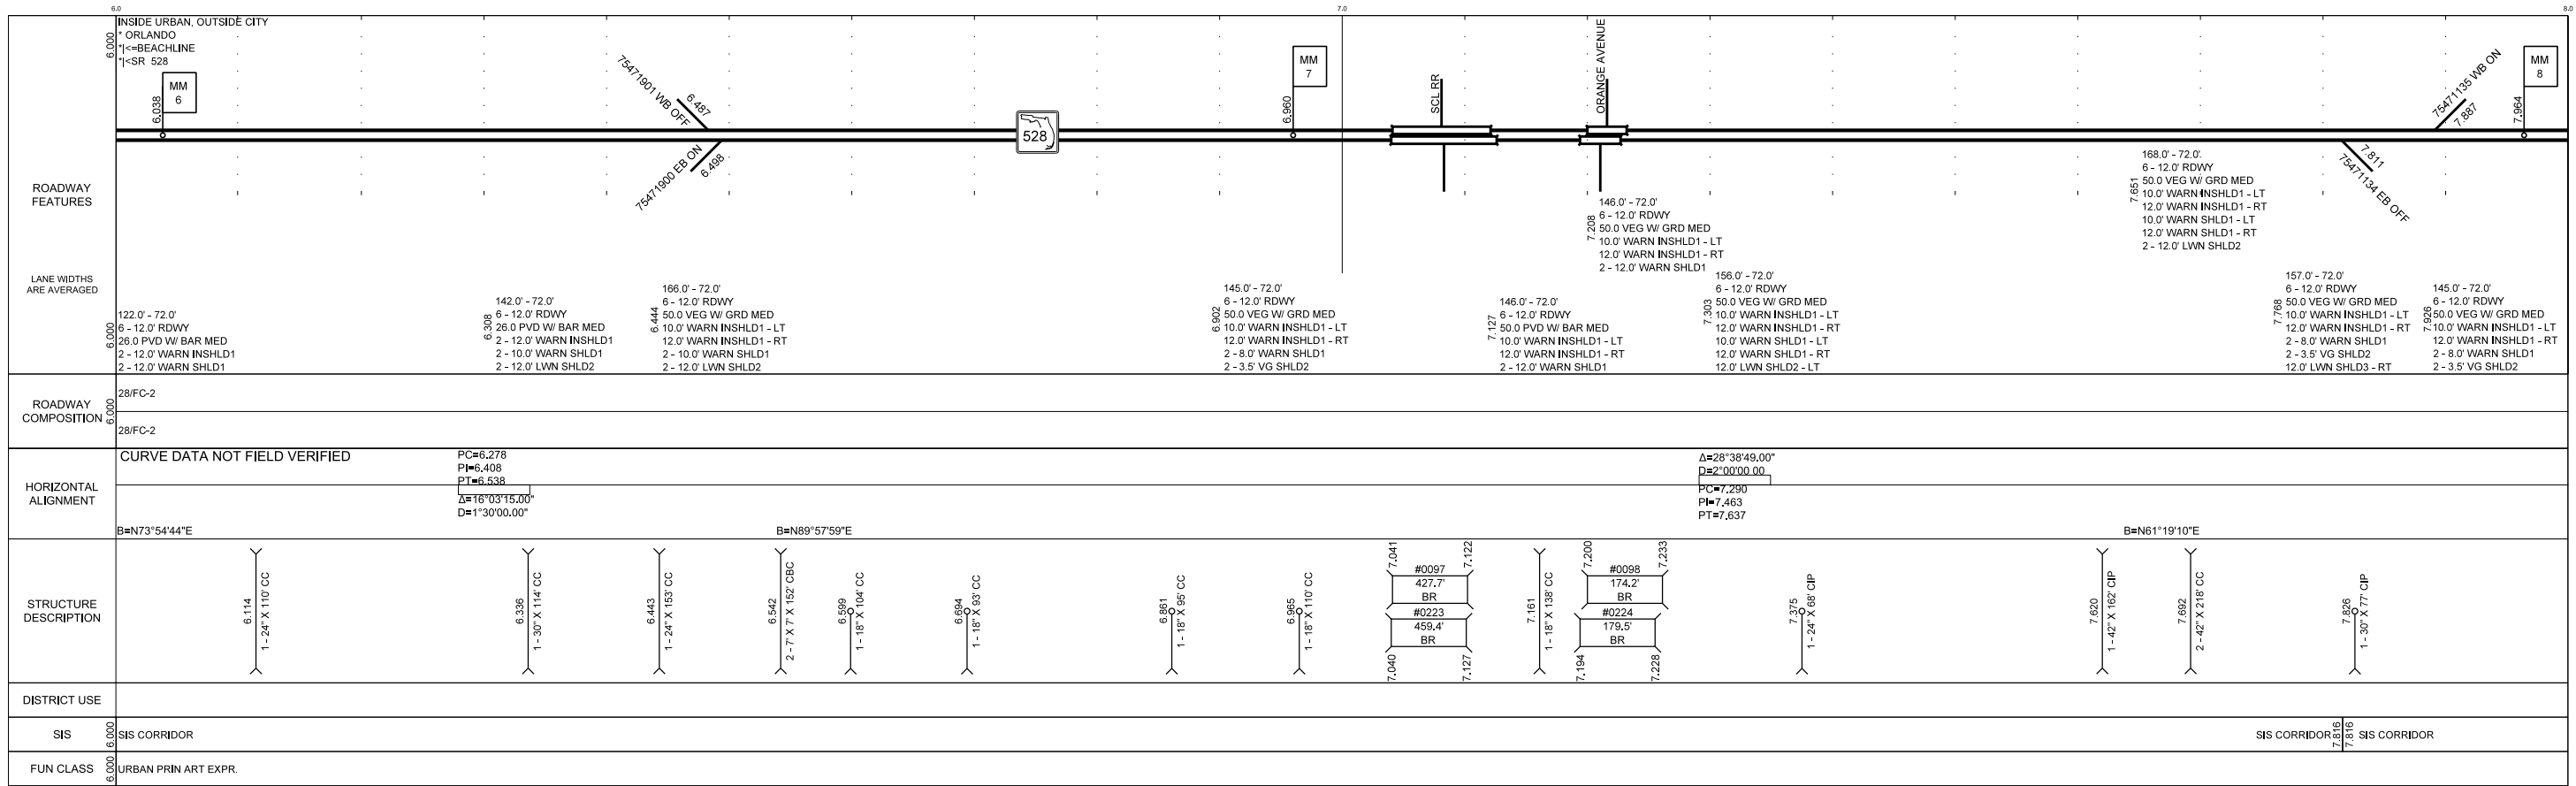 6.0
7.0
8.0
INSIDE URBAN, OUTSIDE CITY
* ORLANDO
*|<=BEACHLINE
*|<SR 528
6.000
MM
6
6.038
75471901 WB OFF
6.487
75471900 EB ON
6.498
528
MM
7
6.960
SCL RR
ORANGE AVENUE
75471135 WB ON
7.887
7.811
75471134 EB OFF
MM
8
7.964
ROADWAY
FEATURES
LANE WIDTHS
ARE AVERAGED
6.000
122.0' - 72.0'
6 - 12.0' RDWY
26.0 PVD W/ BAR MED
2 - 12.0' WARN INSHLD1
2 - 12.0' WARN SHLD1
6.308
142.0' - 72.0'
6 - 12.0' RDWY
26.0 PVD W/ BAR MED
2 - 12.0' WARN INSHLD1
2 - 10.0' WARN SHLD1
2 - 12.0' LWN SHLD2
6.444
166.0' - 72.0'
6 - 12.0' RDWY
50.0 VEG W/ GRD MED
10.0' WARN INSHLD1 - LT
12.0' WARN INSHLD1 - RT
2 - 10.0' WARN SHLD1
2 - 12.0' LWN SHLD2
6.902
145.0' - 72.0'
6 - 12.0' RDWY
50.0 VEG W/ GRD MED
10.0' WARN INSHLD1 - LT
12.0' WARN INSHLD1 - RT
2 - 8.0' WARN SHLD1
2 - 3.5' VG SHLD2
7.127
146.0' - 72.0'
6 - 12.0' RDWY
50.0 PVD W/ BAR MED
10.0' WARN INSHLD1 - LT
12.0' WARN INSHLD1 - RT
2 - 12.0' WARN SHLD1
7.208
146.0' - 72.0'
6 - 12.0' RDWY
50.0 VEG W/ GRD MED
10.0' WARN INSHLD1 - LT
12.0' WARN INSHLD1 - RT
2 - 12.0' WARN SHLD1
7.303
156.0' - 72.0'
6 - 12.0' RDWY
50.0 VEG W/ GRD MED
10.0' WARN INSHLD1 - LT
12.0' WARN INSHLD1 - RT
10.0' WARN SHLD1 - LT
12.0' WARN SHLD1 - RT
12.0' LWN SHLD2 - LT
7.651
168.0' - 72.0'
6 - 12.0' RDWY
50.0 VEG W/ GRD MED
10.0' WARN INSHLD1 - LT
12.0' WARN INSHLD1 - RT
10.0' WARN SHLD1 - LT
12.0' WARN SHLD1 - RT
2 - 12.0' LWN SHLD2
7.768
157.0' - 72.0'
6 - 12.0' RDWY
50.0 VEG W/ GRD MED
10.0' WARN INSHLD1 - LT
12.0' WARN INSHLD1 - RT
2 - 8.0' WARN SHLD1
2 - 3.5' VG SHLD2
12.0' LWN SHLD3 - RT
7.926
145.0' - 72.0'
6 - 12.0' RDWY
50.0 VEG W/ GRD MED
10.0' WARN INSHLD1 - LT
12.0' WARN INSHLD1 - RT
2 - 8.0' WARN SHLD1
2 - 3.5' VG SHLD2
ROADWAY
COMPOSITION
6.000
28/FC-2
28/FC-2
HORIZONTAL
ALIGNMENT
CURVE DATA NOT FIELD VERIFIED
PC=6.278
PI=6.408
PT=6.538
Δ=16°03'15.00"
D=1°30'00.00"
Δ=28°38'49.00"
D=2°00'00 00
PC=7.290
PI=7.463
PT=7.637
B=N73°54'44"E
B=N89°57'59"E
B=N61°19'10"E
STRUCTURE
DESCRIPTION
6.114
1 - 24" X 110' CC
6.336
1 - 30" X 114' CC
6.443
1 - 24" X 153' CC
6.542
2 - 7' X 7' X 152' CBC
6.599
1 - 18" X 104' CC
6.694
1 - 18" X 93' CC
6.861
1 - 18" X 95' CC
6.965
1 - 18" X 110' CC
7.041
7.122
#0097
427.7'
BR
#0223
459.4'
BR
7.040
7.127
7.161
1 - 18" X 138' CC
7.200
7.233
#0098
174.2'
BR
#0224
179.5'
BR
7.194
7.228
7.375
1 - 24" X 68' CIP
7.620
1 - 42" X 162' CIP
7.692
2 - 42" X 218' CC
7.826
1 - 30" X 77' CIP
DISTRICT USE
SIS
6.000
SIS CORRIDOR
SIS CORRIDOR
7.816
7.816
SIS CORRIDOR
FUN CLASS
6.000
URBAN PRIN ART EXPR.